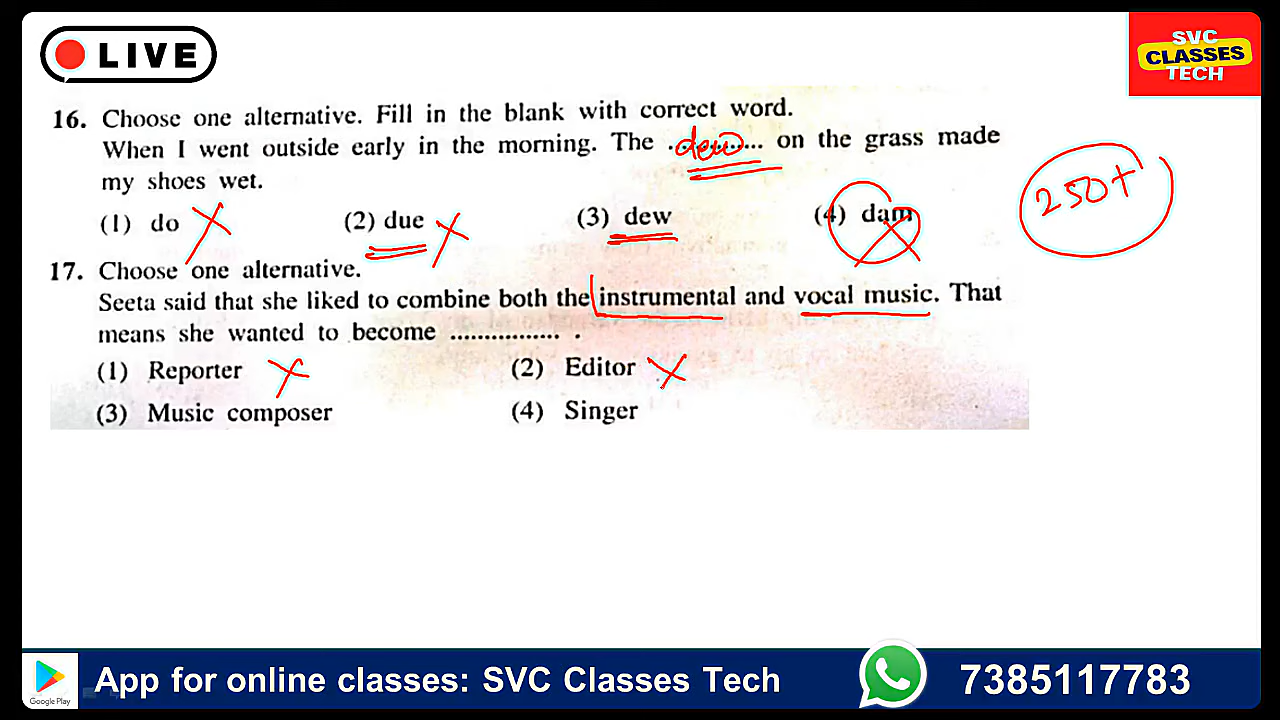 LIVE
SVC
CLASSES
TECH
16. Choose one alternative. Fill in the blank with correct word.
When I went outside early in the morning. The .dew... on the grass made
my shoes wet.
(1) do (2) due (3) dew (4) dam
250+
17. Choose one alternative.
Seeta said that she liked to combine both the instrumental and vocal music. That
means she wanted to become ................ .
(1) Reporter (2) Editor
(3) Music composer (4) Singer
Google Play
App for online classes: SVC Classes Tech
7385117783